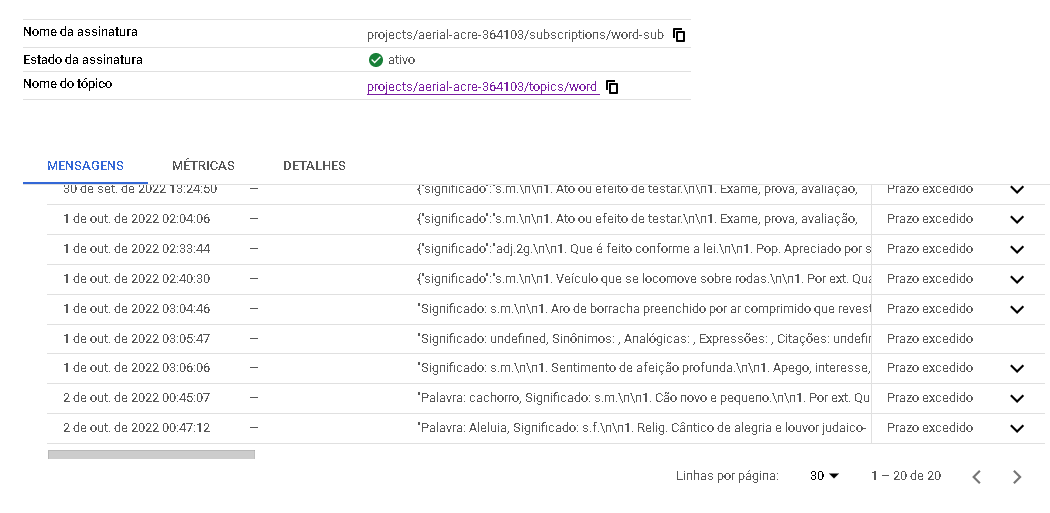 Nome da assinatura projects/aerial-acre-364103/subscriptions/word-sub
Estado da assinatura ativo
Nome do tópico projects/aerial-acre-364103/topics/word
MENSAGENS MÉTRICAS DETALHES
30 de set. de 2022 13:24:50 — {"significado":"s.m.\n\n1. Ato ou efeito de testar.\n\n1. Exame, prova, avaliação, Prazo excedido
1 de out. de 2022 02:04:06 — {"significado":"s.m.\n\n1. Ato ou efeito de testar.\n\n1. Exame, prova, avaliação, Prazo excedido
1 de out. de 2022 02:33:44 — {"significado":"adj.2g.\n\n1. Que é feito conforme a lei.\n\n1. Pop. Apreciado por s Prazo excedido
1 de out. de 2022 02:40:30 — {"significado":"s.m.\n\n1. Veículo que se locomove sobre rodas.\n\n1. Por ext. Qua Prazo excedido
1 de out. de 2022 03:04:46 — "Significado: s.m.\n\n1. Aro de borracha preenchido por ar comprimido que revest Prazo excedido
1 de out. de 2022 03:05:47 "Significado: undefined, Sinônimos: , Analógicas: , Expressões: , Citações: undefin Prazo excedido
1 de out. de 2022 03:06:06 — "Significado: s.m.\n\n1. Sentimento de afeição profunda.\n\n1. Apego, interesse, Prazo excedido
2 de out. de 2022 00:45:07 — "Palavra: cachorro, Significado: s.m.\n\n1. Cão novo e pequeno.\n\n1. Por ext. Qu Prazo excedido
2 de out. de 2022 00:47:12 — "Palavra: Aleluia, Significado: s.f.\n\n1. Relig. Cântico de alegria e louvor judaico- Prazo excedido
Linhas por página: 30 1 – 20 de 20